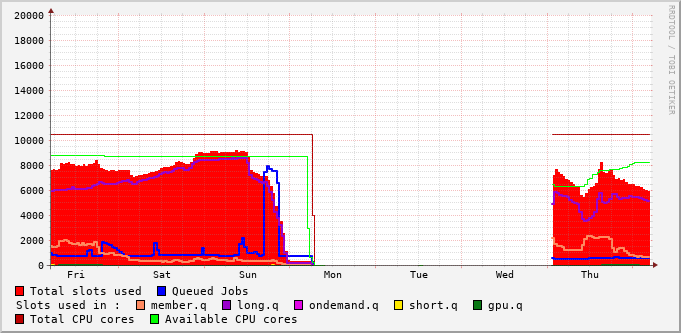 RRDTOOL / TOBI OETIKER
20000
18000
16000
14000
12000
10000
8000
6000
4000
2000
0
Fri Sat Sun Mon Tue Wed Thu
Total slots used Queued Jobs
Slots used in : member.q long.q ondemand.q short.q gpu.q
Total CPU cores Available CPU cores